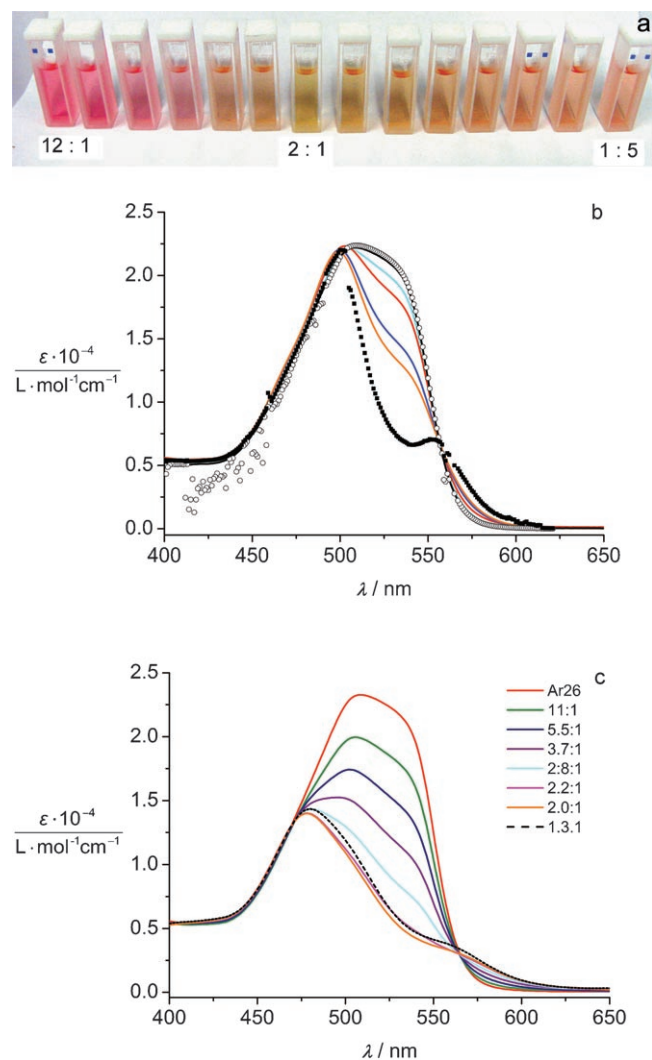 a
12 : 1
2 : 1
1 : 5
b
2.5
2.0
1.5
1.0
0.5
0.0
ε·10⁻⁴
L·mol⁻¹cm⁻¹
400 450 500 550 600 650
λ / nm
c
2.5
2.0
1.5
1.0
0.5
0.0
ε·10⁻⁴
L·mol⁻¹cm⁻¹
Ar26
11:1
5.5:1
3.7:1
2:8:1
2.2:1
2.0:1
1.3.1
400 450 500 550 600 650
λ / nm